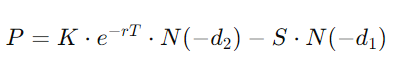 P = K · e^{-rT} · N(-d_2) - S · N(-d_1)